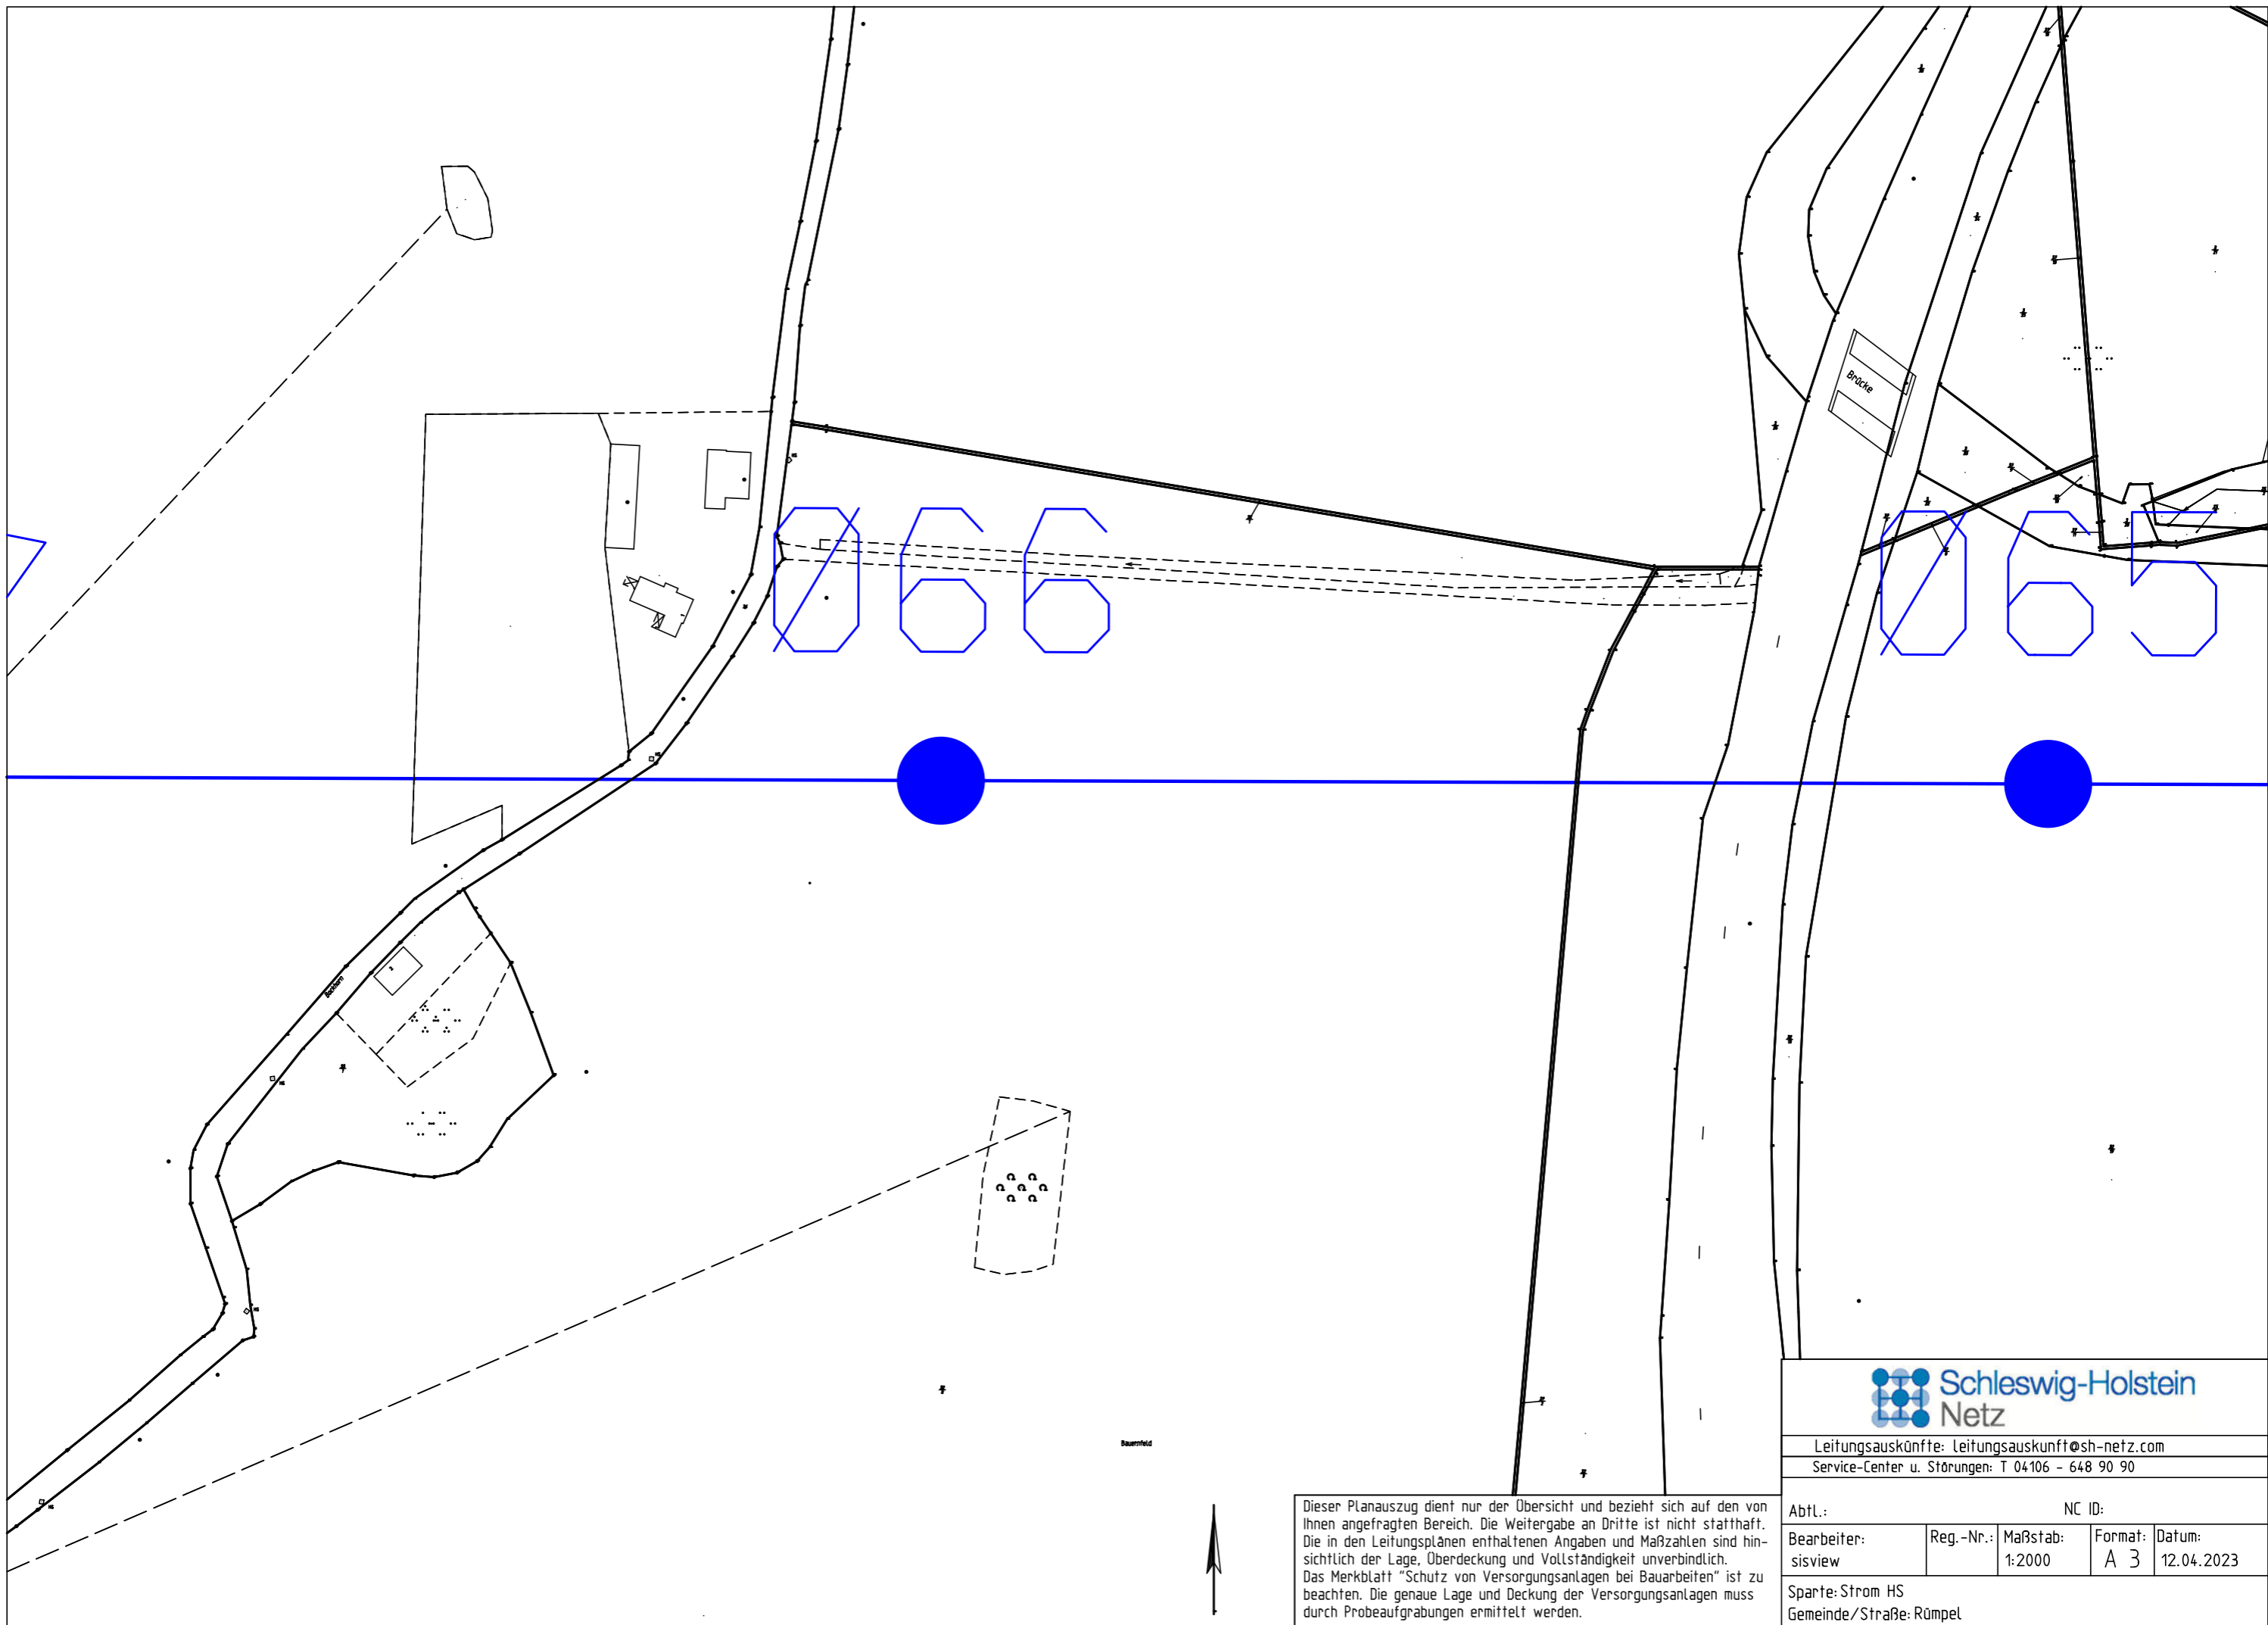 Brücke
066
065
Barkhorn
Bauernfeld
Schleswig-Holstein
Netz
Leitungsauskünfte: leitungsauskunft@sh-netz.com
Service-Center u. Störungen: T 04106 - 648 90 90
Abtl.: NC ID:
Bearbeiter: Reg.-Nr.: Maßstab: Format: Datum:
sisview 1:2000 A 3 12.04.2023
Sparte: Strom HS
Gemeinde/Straße: Rümpel
Dieser Planauszug dient nur der Übersicht und bezieht sich auf den von
Ihnen angefragten Bereich. Die Weitergabe an Dritte ist nicht statthaft.
Die in den Leitungsplänen enthaltenen Angaben und Maßzahlen sind hin-
sichtlich der Lage, Überdeckung und Vollständigkeit unverbindlich.
Das Merkblatt "Schutz von Versorgungsanlagen bei Bauarbeiten" ist zu
beachten. Die genaue Lage und Deckung der Versorgungsanlagen muss
durch Probeaufgrabungen ermittelt werden.